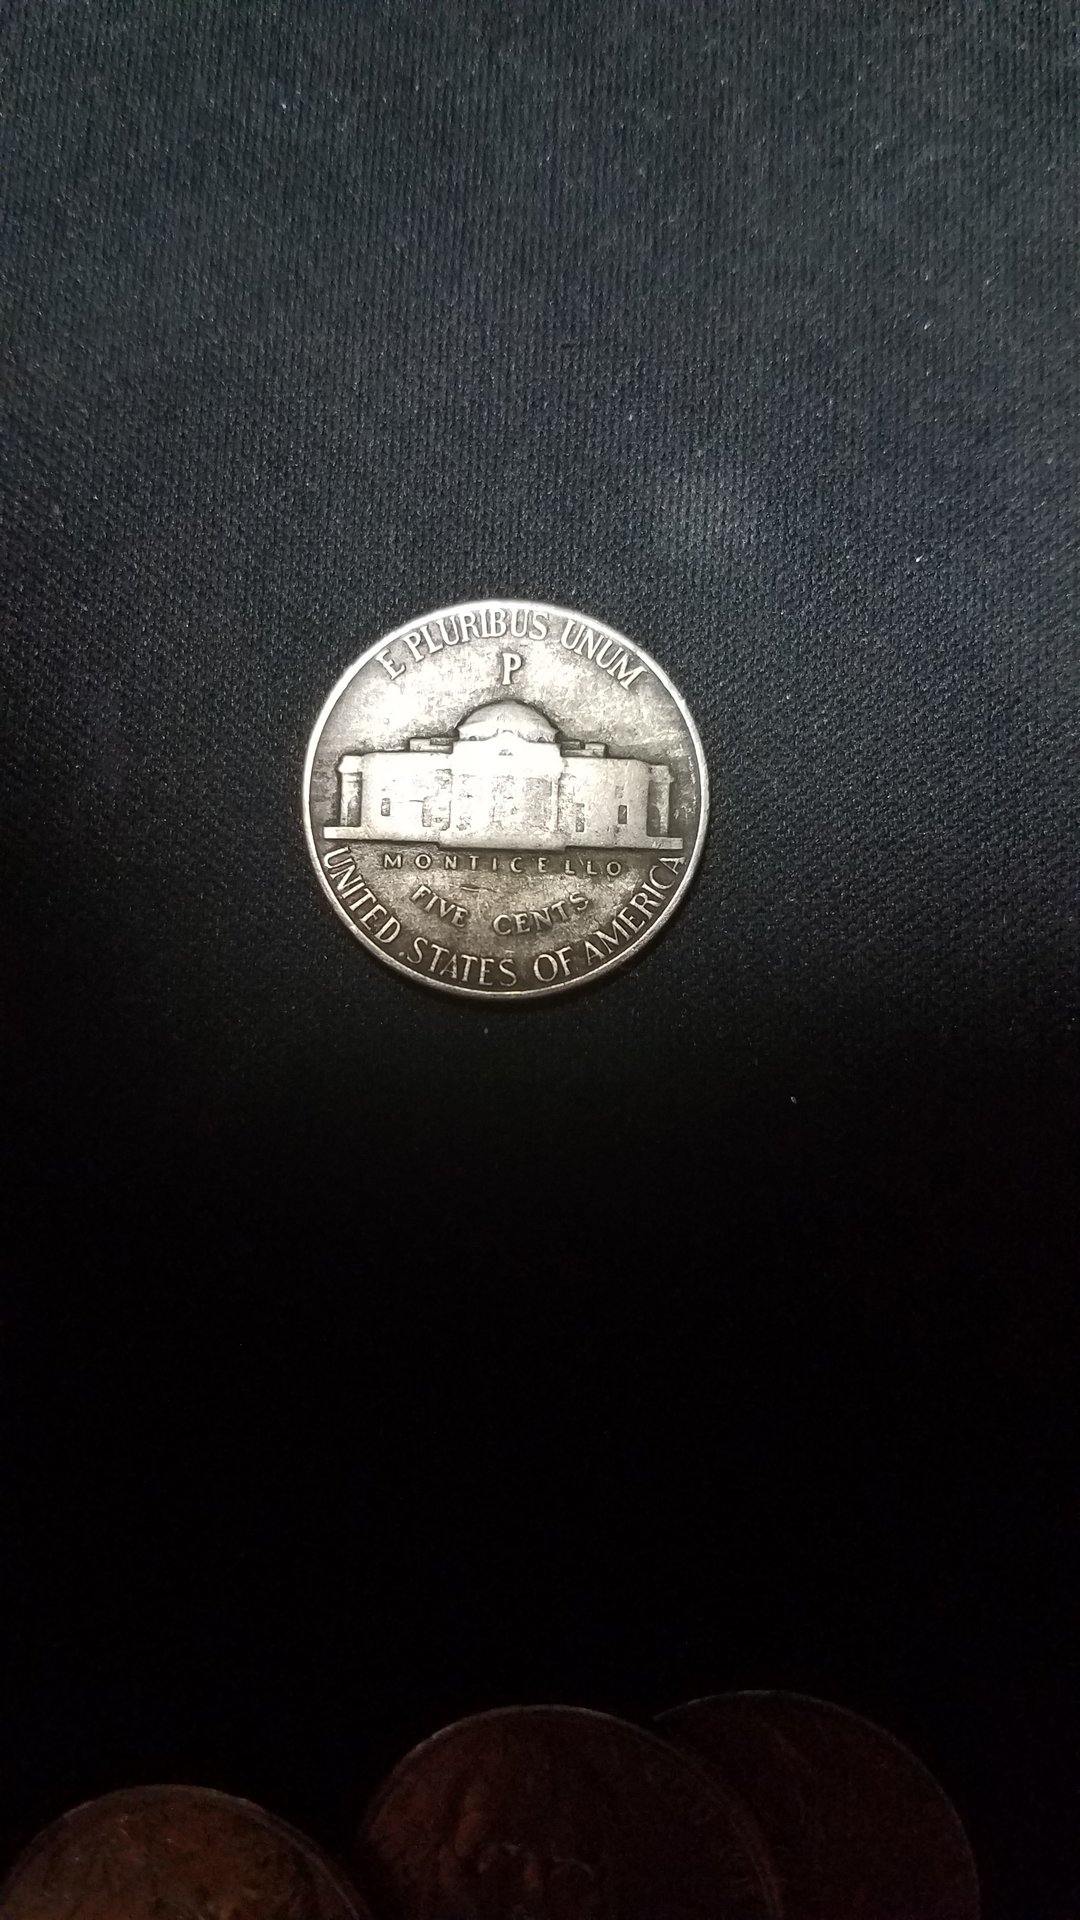 E PLURIBUS UNUM
P
MONTICELLO
FIVE CENTS
UNITED STATES OF AMERICA